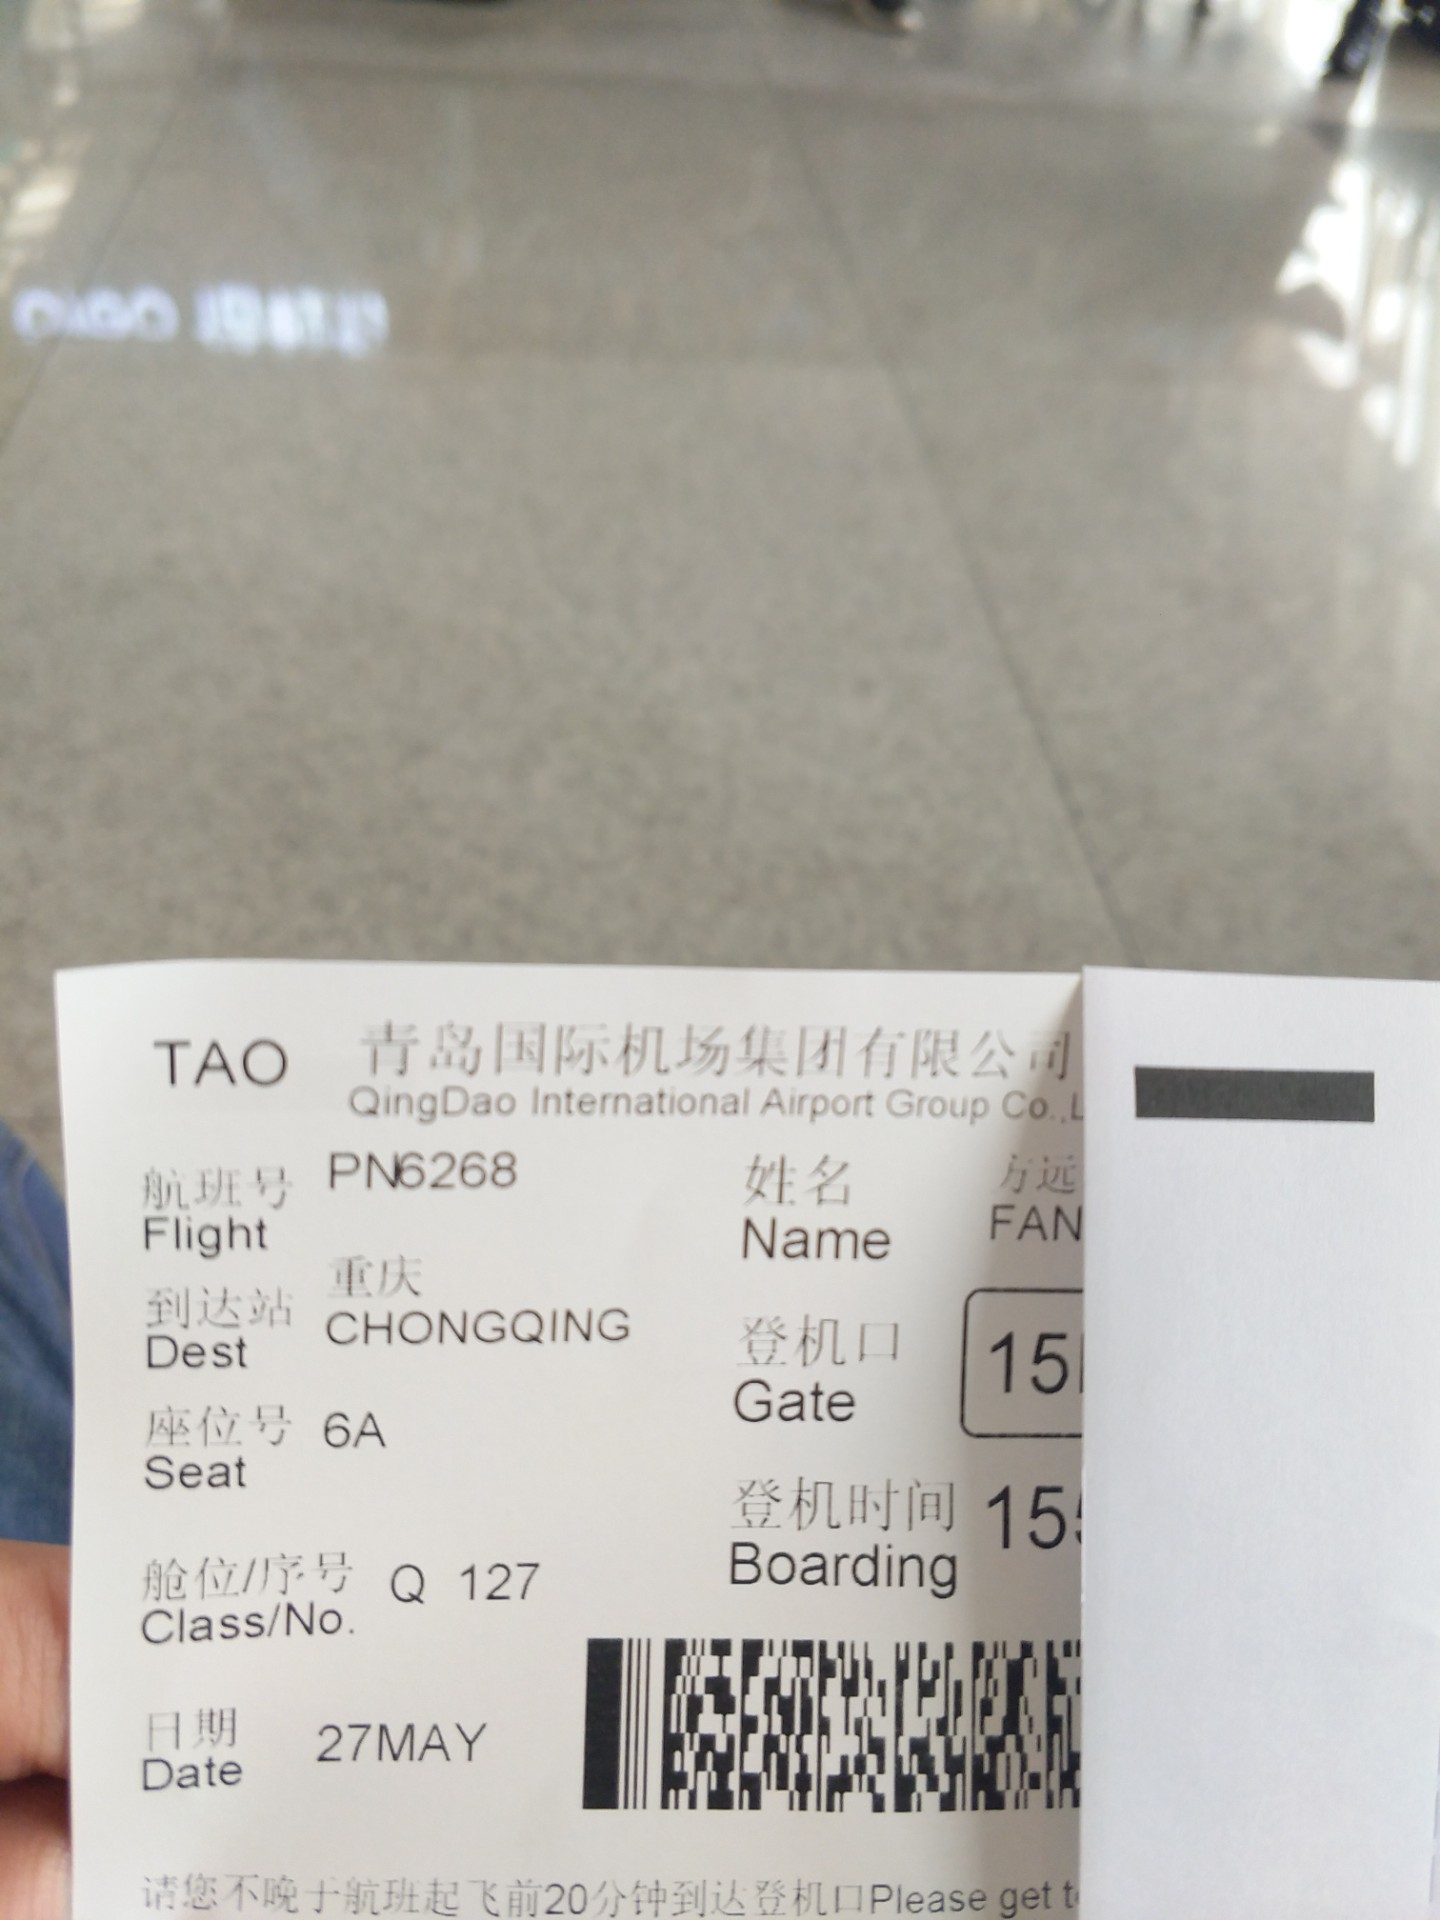 TAO 青岛国际机场集团有限公司
QingDao International Airport Group Co.,L
航班号 PN6268
Flight
姓名 方远
Name FAN
到达站 重庆
Dest CHONGQING
登机口 15
Gate
座位号 6A
Seat
登机时间 155
Boarding
舱位/序号 Q 127
Class/No.
日期 27MAY
Date
请您不晚于航班起飞前20分钟到达登机口Please get t